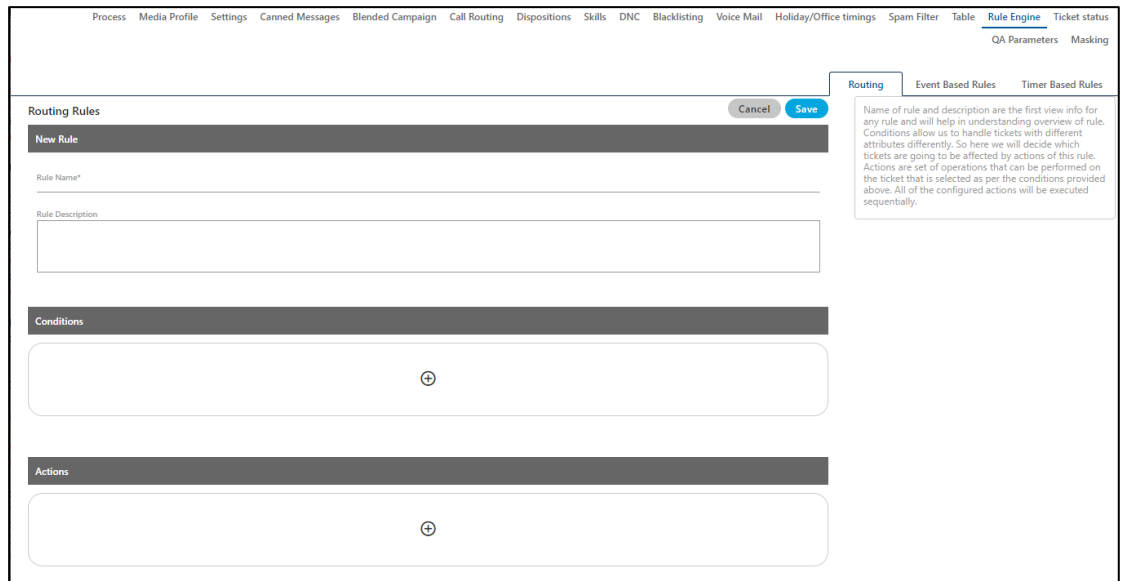 Process Media Profile Settings Canned Messages Blended Campaign Call Routing Dispositions Skills DNC Blacklisting Voice Mail Holiday/Office timings Spam Filter Table Rule Engine Ticket status
QA Parameters Masking
Routing Event Based Rules Timer Based Rules
Routing Rules Cancel Save
New Rule
Rule Name*
Rule Description
Conditions
Actions
Name of rule and description are the first view info for
any rule and will help in understanding overview of rule.
Conditions allow us to handle tickets with different
attributes differently. So here we will decide which
tickets are going to be affected by actions of this rule.
Actions are set of operations that can be performed on
the ticket that is selected as per the conditions provided
above. All of the configured actions will be executed
sequentially.